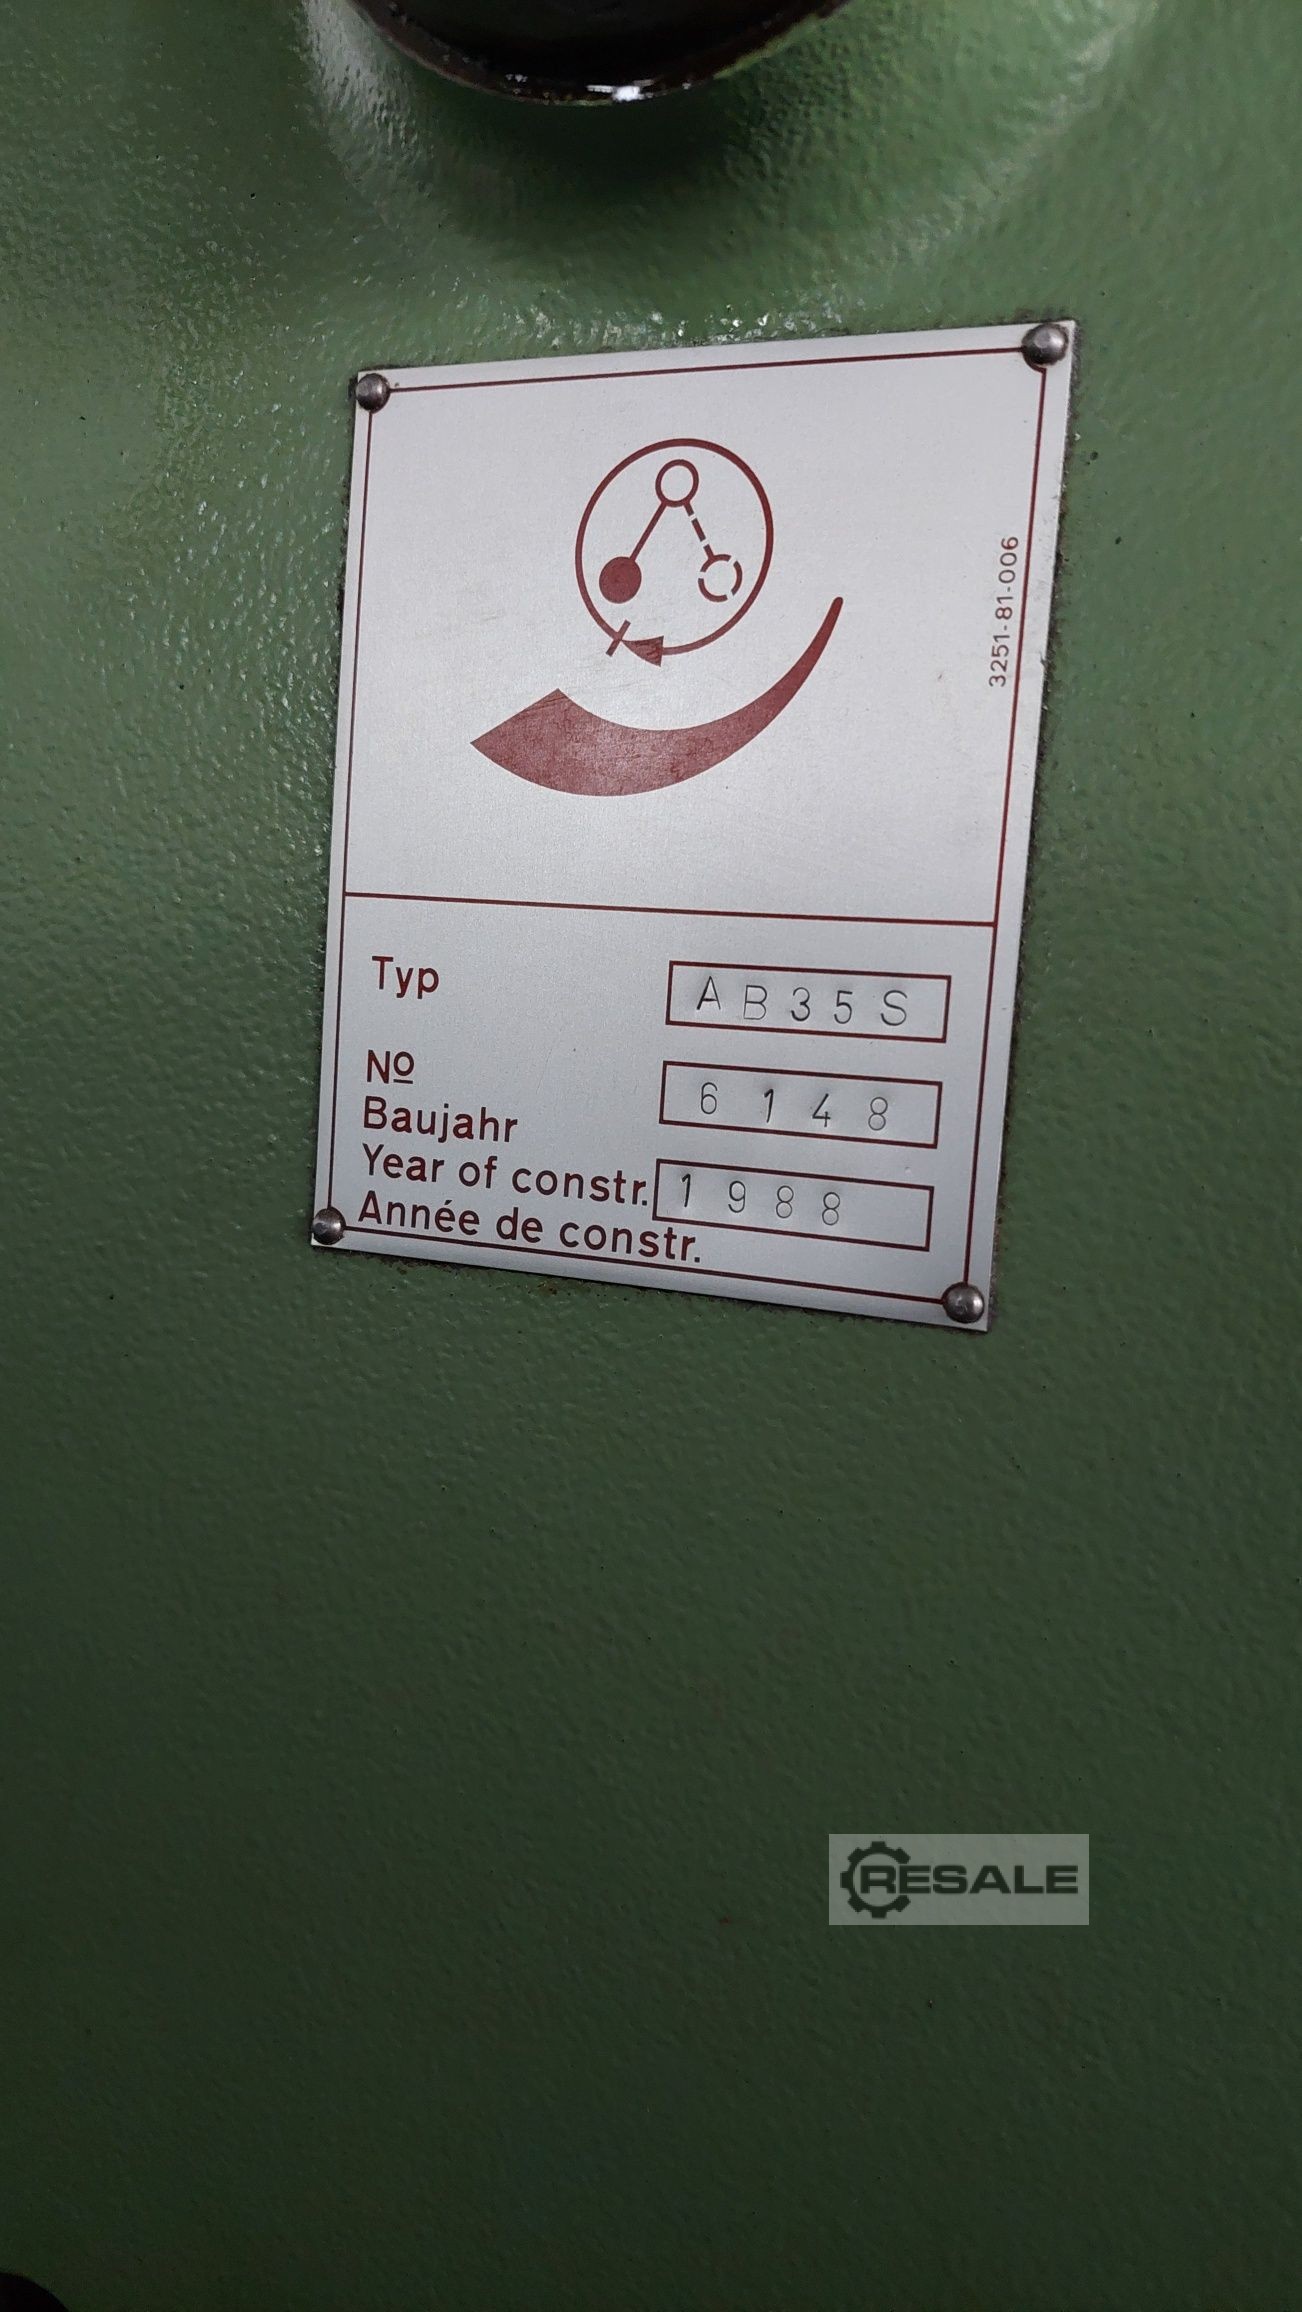 3251-81-006
Typ AB35S
Nº 6148
Baujahr
Year of constr. 1988
Année de constr.
RESALE